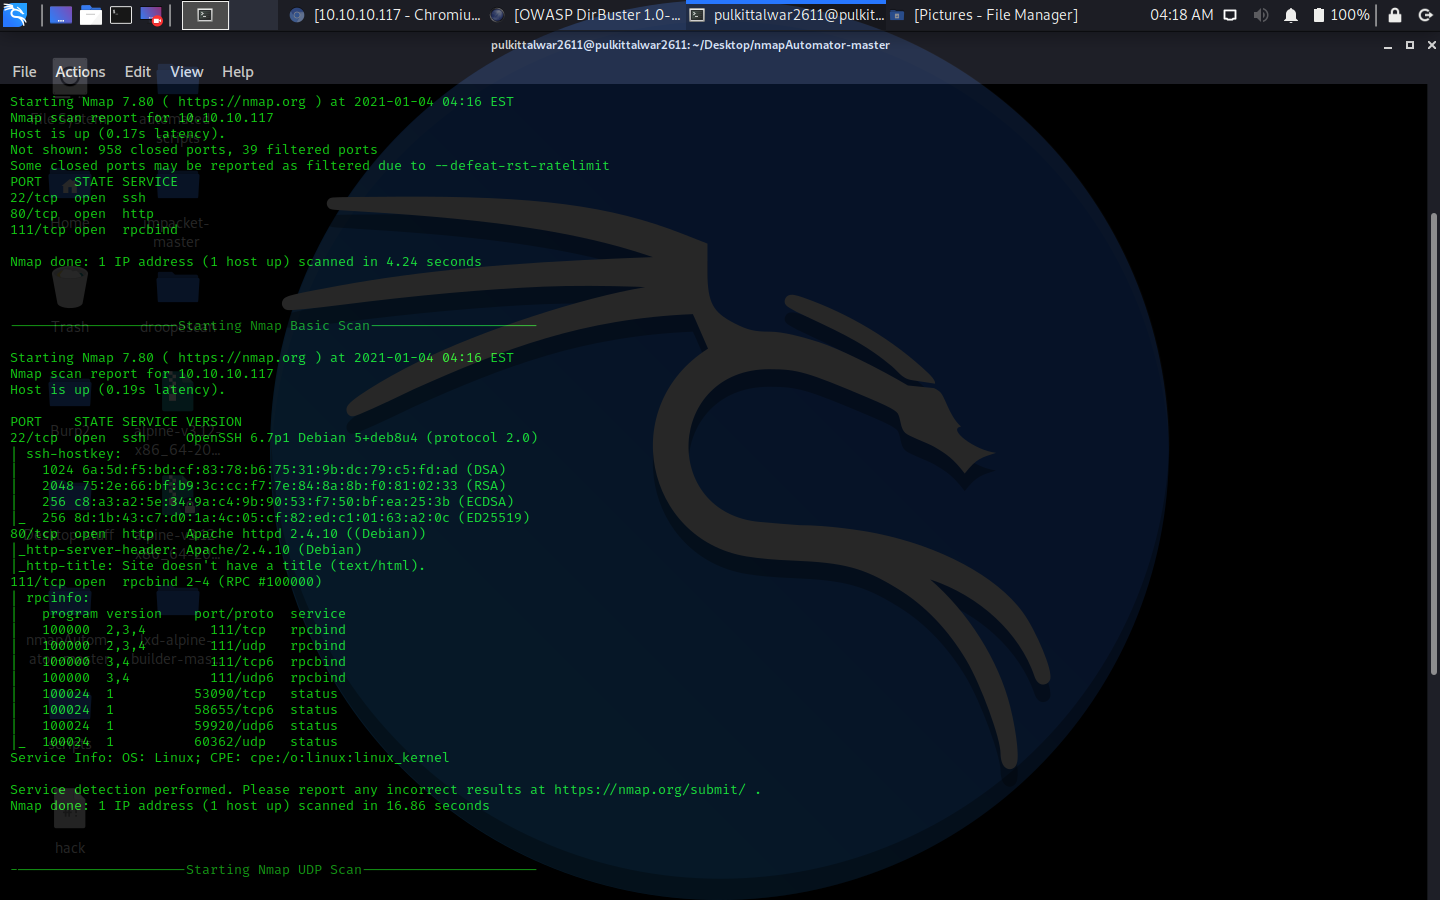 [10.10.10.117 - Chromiu... [OWASP DirBuster 1.0-... pulkittalwar2611@pulkit... [Pictures - File Manager] 04:18 AM 100%
pulkittalwar2611@pulkittalwar2611: ~/Desktop/nmapAutomator-master
File Actions Edit View Help
Starting Nmap 7.80 ( https://nmap.org ) at 2021-01-04 04:16 EST
Nmap scan report for 10.10.10.117
Host is up (0.17s latency).
Not shown: 958 closed ports, 39 filtered ports
Some closed ports may be reported as filtered due to --defeat-rst-ratelimit
PORT    STATE SERVICE
22/tcp  open  ssh
80/tcp  open  http
111/tcp open  rpcbind
Nmap done: 1 IP address (1 host up) scanned in 4.24 seconds
---------------------Starting Nmap Basic Scan---------------------
Starting Nmap 7.80 ( https://nmap.org ) at 2021-01-04 04:16 EST
Nmap scan report for 10.10.10.117
Host is up (0.19s latency).
PORT    STATE SERVICE VERSION
22/tcp  open  ssh     OpenSSH 6.7p1 Debian 5+deb8u4 (protocol 2.0)
| ssh-hostkey:
|   1024 6a:5d:f5:bd:cf:83:78:b6:75:31:9b:dc:79:c5:fd:ad (DSA)
|   2048 75:2e:66:bf:b9:3c:cc:f7:7e:84:8a:8b:f0:81:02:33 (RSA)
|   256 c8:a3:a2:5e:34:9a:c4:9b:90:53:f7:50:bf:ea:25:3b (ECDSA)
|_  256 8d:1b:43:c7:d0:1a:4c:05:cf:82:ed:c1:01:63:a2:0c (ED25519)
80/tcp  open  http    Apache httpd 2.4.10 ((Debian))
|_http-server-header: Apache/2.4.10 (Debian)
|_http-title: Site doesn't have a title (text/html).
111/tcp open  rpcbind 2-4 (RPC #100000)
| rpcinfo:
|   program version    port/proto  service
|   100000  2,3,4        111/tcp   rpcbind
|   100000  2,3,4        111/udp   rpcbind
|   100000  3,4          111/tcp6  rpcbind
|   100000  3,4          111/udp6  rpcbind
|   100024  1          53090/tcp   status
|   100024  1          58655/tcp6  status
|   100024  1          59920/udp6  status
|_  100024  1          60362/udp   status
Service Info: OS: Linux; CPE: cpe:/o:linux:linux_kernel
Service detection performed. Please report any incorrect results at https://nmap.org/submit/ .
Nmap done: 1 IP address (1 host up) scanned in 16.86 seconds
----------------------Starting Nmap UDP Scan----------------------
Home
impacket-
master
Trash
builder-mas...
hack